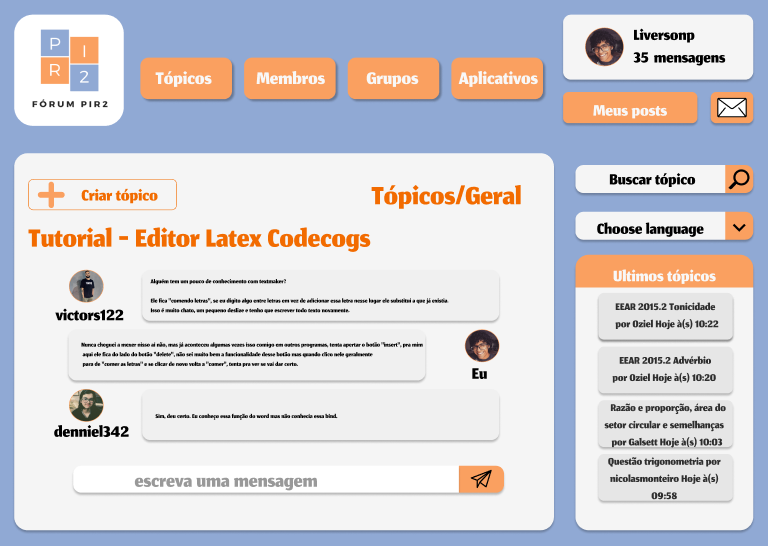 P
I
R
2
FÓRUM PIR2
Tópicos
Membros
Grupos
Aplicativos
Liversonp
35 mensagens
Meus posts
Criar tópico
Tópicos/Geral
Tutorial - Editor Latex Codecogs
Alguém tem um pouco de conhecimento com texmaker?
Ele fica "comendo letras", se eu digito algo entre letras em vez de adicionar essa letra nesse lugar ele substitui a que já existia.
Isso é muito chato, um pequeno deslize e tenho que escrever todo texto novamente.
victors122
Nunca cheguei a mexer nisso aí não, mas já aconteceu algumas vezes isso comigo em outros programas, tenta apertar o botão "insert", pra mim
aqui ele fica do lado do botão "delete", não sei muito bem a funcionalidade desse botão mas quando clico nele geralmente
para de "comer as letras" e se clicar de novo volta a "comer", tenta pra ver se vai dar certo.
Eu
Sim, deu certo. Eu conheço essa função do word mas não conhecia essa bind.
denniel342
escreva uma mensagem
Buscar tópico
Choose language
Ultimos tópicos
EEAR 2015.2 Tonicidade
por Oziel Hoje à(s) 10:22
EEAR 2015.2 Advérbio
por Oziel Hoje à(s) 10:20
Razão e proporção, área do
setor circular e semelhanças
por Galsett Hoje à(s) 10:03
Questão trigonometria por
nicolasmonteiro Hoje à(s)
09:58